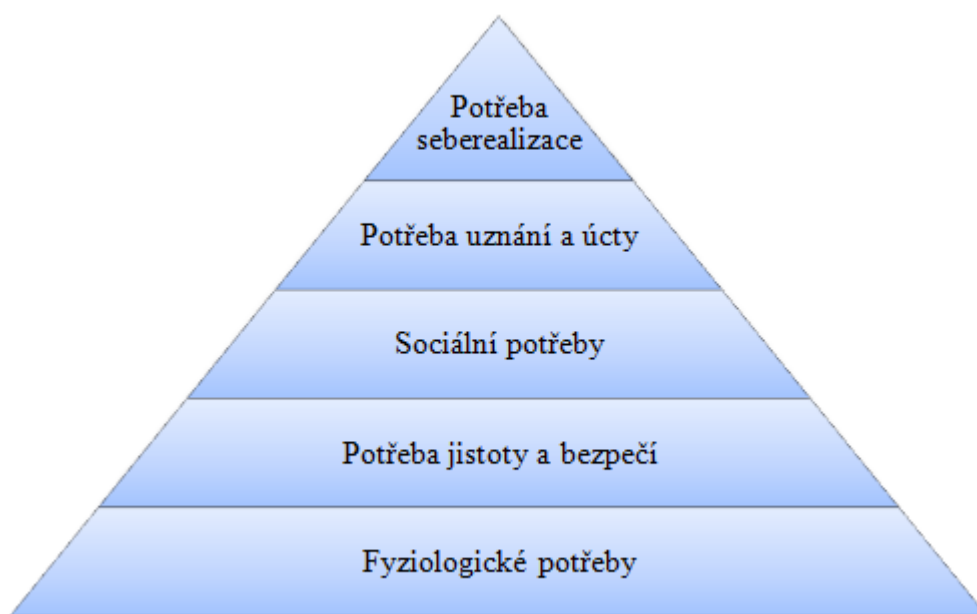 Potřeba
seberealizace
Potřeba uznání a úcty
Sociální potřeby
Potřeba jistoty a bezpečí
Fyziologické potřeby